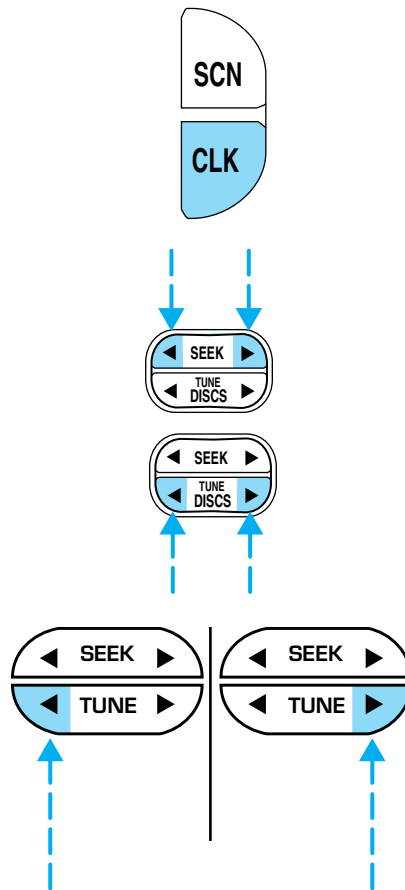 SCN
CLK
◀ SEEK ▶
◀ TUNE DISCS ▶
◀ SEEK ▶
◀ TUNE DISCS ▶
◀ SEEK ▶
◀ TUNE ▶
◀ SEEK ▶
◀ TUNE ▶